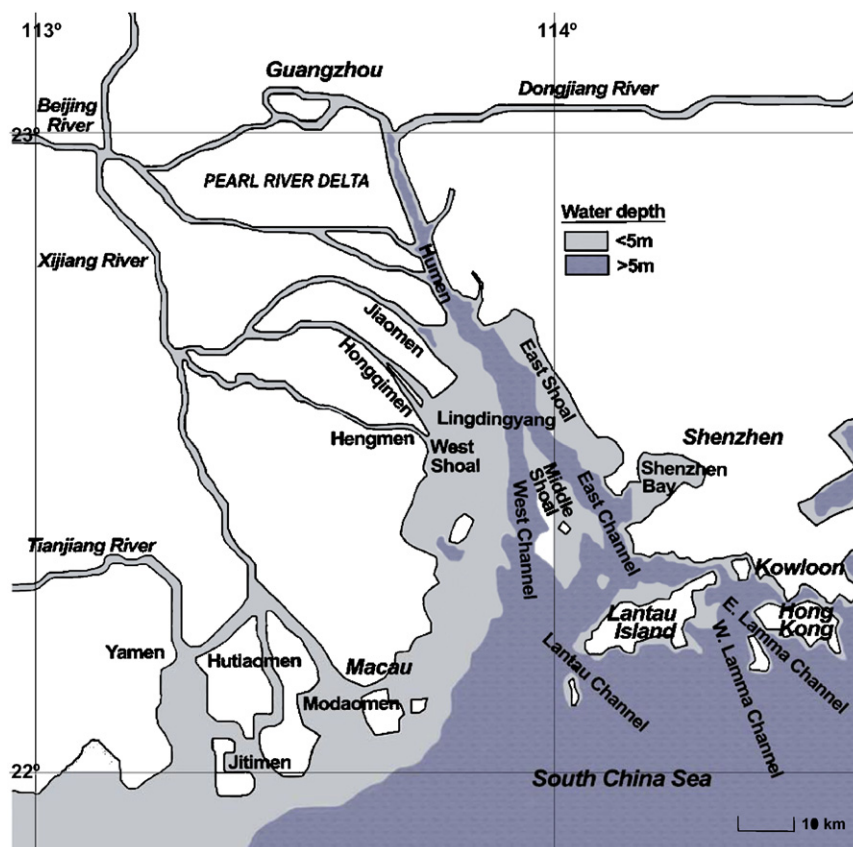 113º
114º
Guangzhou
Dongjiang River
Beijing
River
23º
PEARL RIVER DELTA
Water depth
<5m
>5m
Xijiang River
Humen
Jiaomen
East Shoal
Hongqimen
Lingdingyang
Hengmen
West
Shoal
Shenzhen
Shenzhen
Bay
Middle
Shoal
West Channel
East Channel
Tianjiang River
Kowloon
Lantau
Island
Hong
Kong
E. Lamma Channel
W. Lamma Channel
Lantau Channel
Yamen
Hutiaomen
Macau
Modaomen
Jitimen
22º
South China Sea
10 km